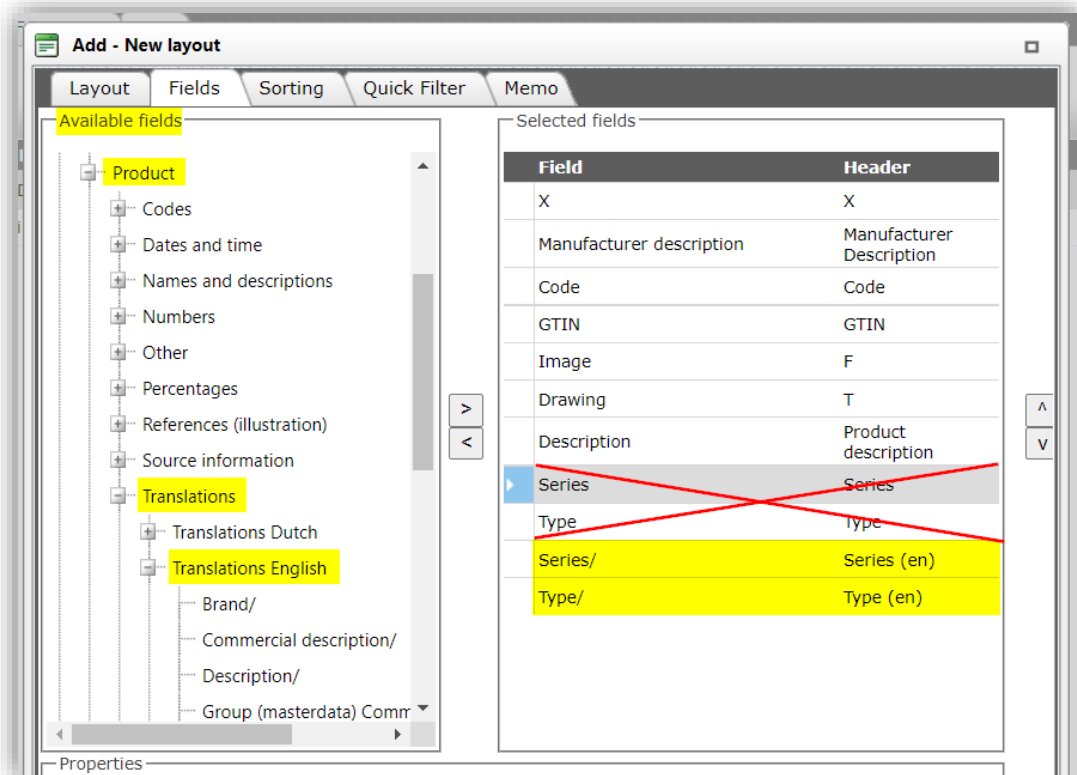 Add - New layout
Layout Fields Sorting Quick Filter Memo
Available fields
Product
Codes
Dates and time
Names and descriptions
Numbers
Other
Percentages
References (illustration)
Source information
Translations
Translations Dutch
Translations English
Brand/
Commercial description/
Description/
Group (masterdata) Comm
>
<
Selected fields
Field Header
X X
Manufacturer description Manufacturer
Description
Code Code
GTIN GTIN
Image F
Drawing T
Description Product
description
Series Series
Type Type
Series/ Series (en)
Type/ Type (en)
^
v
Properties